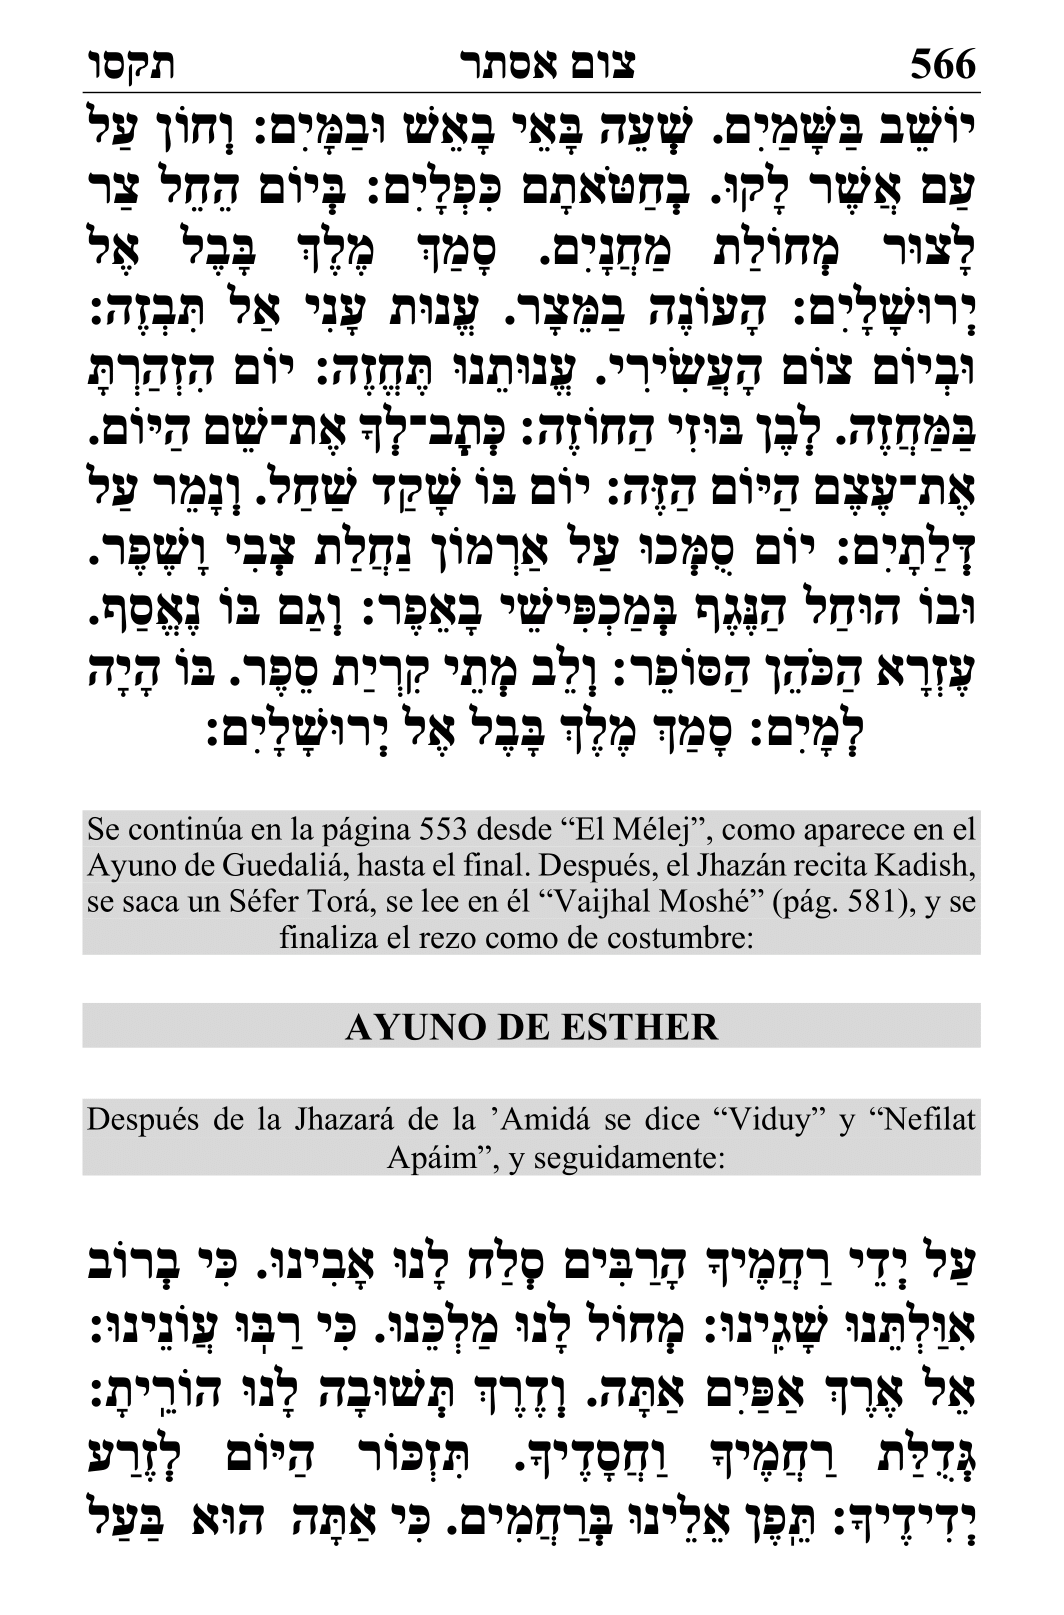 566 צום אסתר תקסו
יוֹשֵׁב בַּשָּׁמַיִם. שְׁעֵה בָּאֵי בָאֵשׁ וּבַמָּיִם: וְחוֹן עַל
עַם אֲשֶׁר לָקוּ. בְּחַטֹּאתָם כִּפְלָיִם: בְּיוֹם הֵחֵל צַר
לָצוּר מְחוֹלַת מַחֲנָיִם. סָמַךְ מֶלֶךְ בָּבֶל אֶל
יְרוּשָׁלָיִם: הָעוֹנֶה בַמֵּצָר. עֱנוּת עָנִי אַל תִּבְזֶה:
וּבְיוֹם צוֹם הָעֲשִׂירִי. עֱנוּתֵנוּ תֶּחֱזֶה: יוֹם הִזְהַרְתָּ
בַּמַּחֲזֶה. לְבֶן בּוּזִי הַחוֹזֶה: כְּתָב־לְךָ אֶת־שֵׁם הַיּוֹם.
אֶת־עֶצֶם הַיּוֹם הַזֶּה: יוֹם בּוֹ שָׁקַד שַׁחַל. וְנָמֵר עַל
דְּלַתָיִם: יוֹם סֻמְּכוּ עַל אַרְמוֹן נַחֲלַת צְבִי וָשֶׁפֶר.
וּבוֹ הוּחַל הַנֶּגֶף בְּמַכְפִּישֵׁי בָאֵפֶר: וְגַם בּוֹ נֶאֱסַף.
עֶזְרָא הַכֹּהֵן הַסּוֹפֵר: וְלֵב מְתֵי קִרְיַת סֵפֶר. בּוֹ הָיָה
לְמָיִם: סָמַךְ מֶלֶךְ בָּבֶל אֶל יְרוּשָׁלָיִם:
Se continúa en la página 553 desde “El Mélej”, como aparece en el
Ayuno de Guedaliá, hasta el final. Después, el Jhazán recita Kadish,
se saca un Séfer Torá, se lee en él “Vaijhal Moshé” (pág. 581), y se
finaliza el rezo como de costumbre:
AYUNO DE ESTHER
Después de la Jhazará de la ’Amidá se dice “Viduy” y “Nefilat
Apáim”, y seguidamente:
עַל יְדֵי רַחֲמֶיךָ הָרַבִּים סְלַח לָנוּ אָבִינוּ. כִּי בְרוֹב
אִוַּלְתֵּנוּ שָׁגִֽינוּ: מְחוֹל לָנוּ מַלְכֵּנוּ. כִּי רַבּֽוּ עֲוֹנֵינוּ:
אֵל אֶרֶךְ אַפַּיִם אַתָּה. וְדֶרֶךְ תְּשׁוּבָה לָנוּ הוֹרֵֽיתָ:
גְּדֻלַּת רַחֲמֶיךָ וַחֲסָדֶיךָ. תִּזְכּוֹר הַיּוֹם לְזֶרַע
יְדִידֶיךָ: תֵּֽפֶן אֵלֵינוּ בְּרַחֲמִים. כִּי אַתָּה הוּא בַּעַל